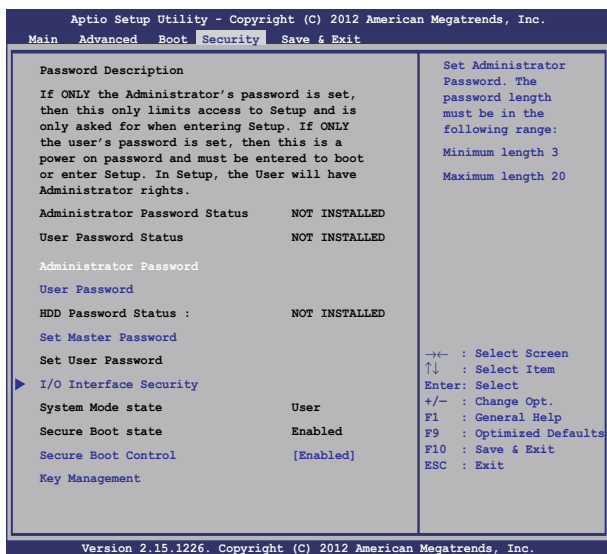 Aptio Setup Utility - Copyright (C) 2012 American Megatrends, Inc.
Main Advanced Boot Security Save & Exit
Password Description
If ONLY the Administrator's password is set,
then this only limits access to Setup and is
only asked for when entering Setup. If ONLY
the user's password is set, then this is a
power on password and must be entered to boot
or enter Setup. In Setup, the User will have
Administrator rights.
Administrator Password Status NOT INSTALLED
User Password Status NOT INSTALLED
Administrator Password
User Password
HDD Password Status : NOT INSTALLED
Set Master Password
Set User Password
I/O Interface Security
System Mode state User
Secure Boot state Enabled
Secure Boot Control [Enabled]
Key Management
Set Administrator
Password. The
password length
must be in the
following range:
Minimum length 3
Maximum length 20
→← : Select Screen
↑↓ : Select Item
Enter: Select
+/— : Change Opt.
F1 : General Help
F9 : Optimized Defaults
F10 : Save & Exit
ESC : Exit
Version 2.15.1226. Copyright (C) 2012 American Megatrends, Inc.